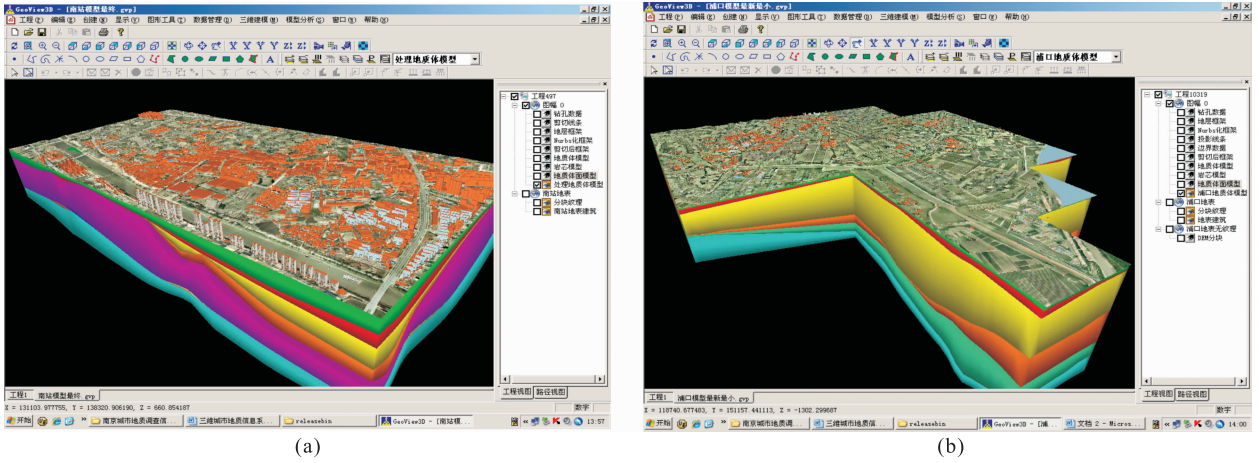 GeoView3D - [南站模型最终.gvp]
工程(P) 编辑(E) 创建(N) 显示(V) 图形工具(T) 数据管理(D) 三维建模(M) 模型分析(S) 窗口(W) 帮助(H)
处理地质体模型
工程497
图幅 0
钻孔数据
剪切线条
地层框架
Nurbs化框架
剪切后框架
地质体模型
岩芯模型
地质体面模型
处理地质体模型
南站地表
分块纹理
南站地表建筑
工程视图 路径视图
工程1 南站模型最终.gvp
X = 131103.977755, Y = 138320.906190, Z = 660.854187
数字
开始 南京城市地质调查信... 三维城市地质信息系... releasebin GeoView3D - [南站模... 13:57
(a)
GeoView3D - [浦口模型最新最小.gvp]
工程(P) 编辑(E) 创建(N) 显示(V) 图形工具(T) 数据管理(D) 三维建模(M) 模型分析(S) 窗口(W) 帮助(H)
浦口地质体模型
工程10319
图幅 0
钻孔数据
地层框架
Nurbs化框架
投影线条
边界数据
剪切后框架
地质体模型
岩芯模型
地质体面模型
浦口地质体模型
浦口地表
分块纹理
地表建筑
浦口地表无纹理
DEM分块
工程视图 路径视图
工程1 浦口模型最新最小.gvp
X = 118740.677483, Y = 151157.441113, Z = -1302.299687
数字
开始 南京城市地质调... 三维城市地质信... releasebin GeoView3D - [浦... 文档 2 - Micros... 14:00
(b)